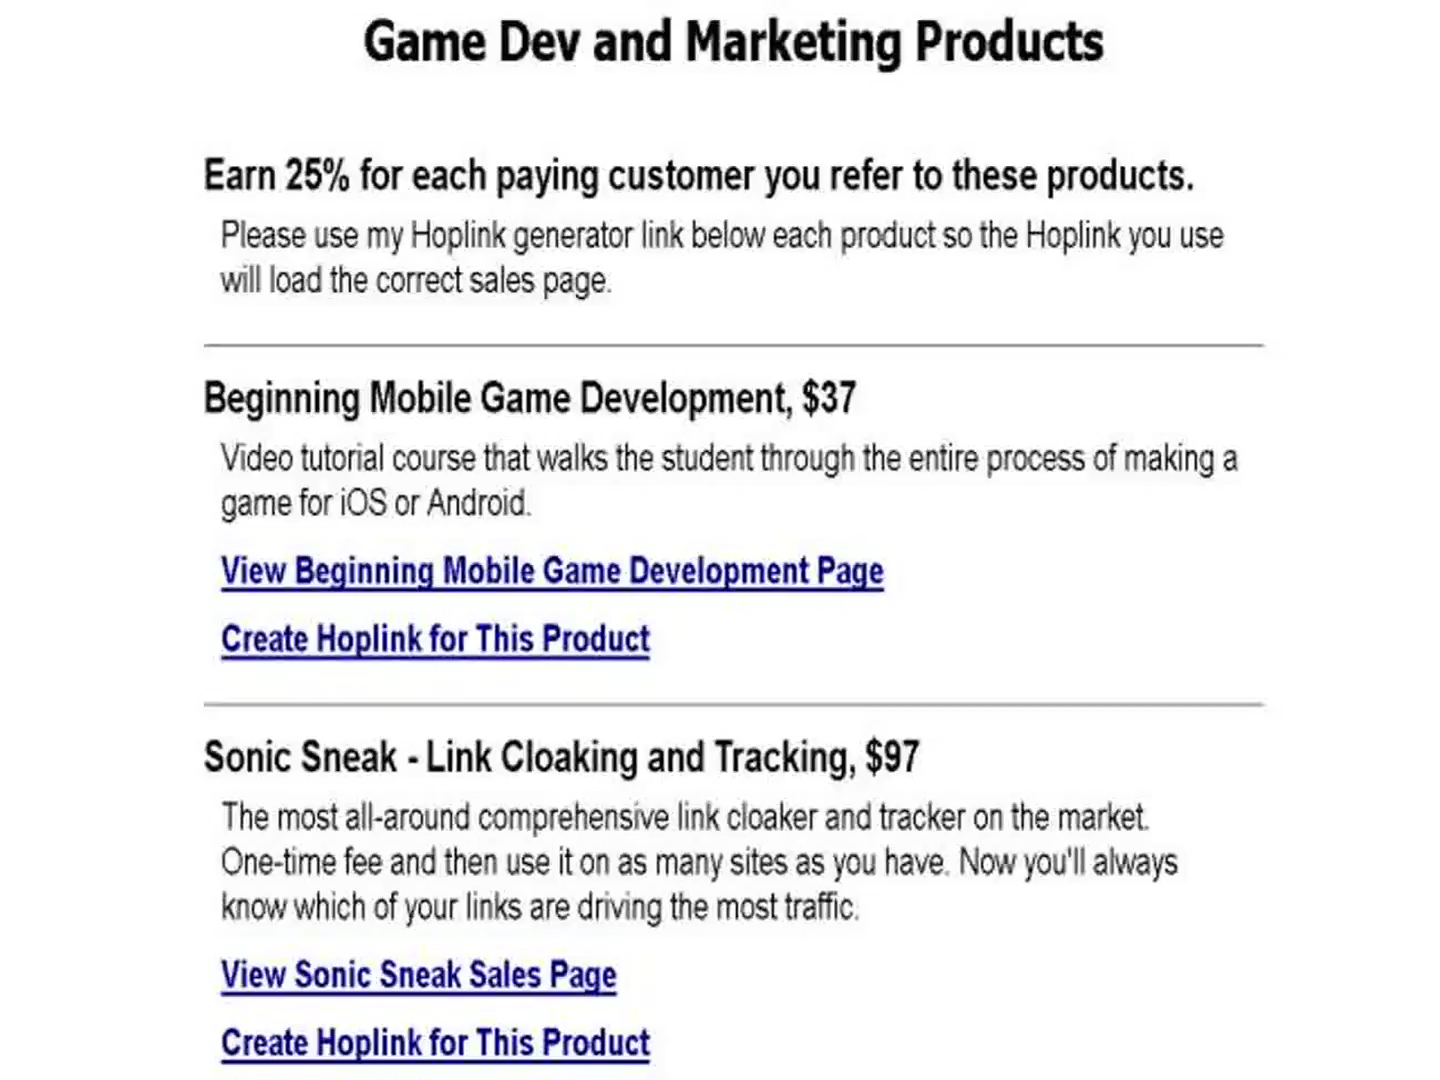 Game Dev and Marketing Products
Earn 25% for each paying customer you refer to these products.
Please use my Hoplink generator link below each product so the Hoplink you use
will load the correct sales page.
Beginning Mobile Game Development, $37
Video tutorial course that walks the student through the entire process of making a
game for iOS or Android.
View Beginning Mobile Game Development Page
Create Hoplink for This Product
Sonic Sneak - Link Cloaking and Tracking, $97
The most all-around comprehensive link cloaker and tracker on the market.
One-time fee and then use it on as many sites as you have. Now you'll always
know which of your links are driving the most traffic.
View Sonic Sneak Sales Page
Create Hoplink for This Product